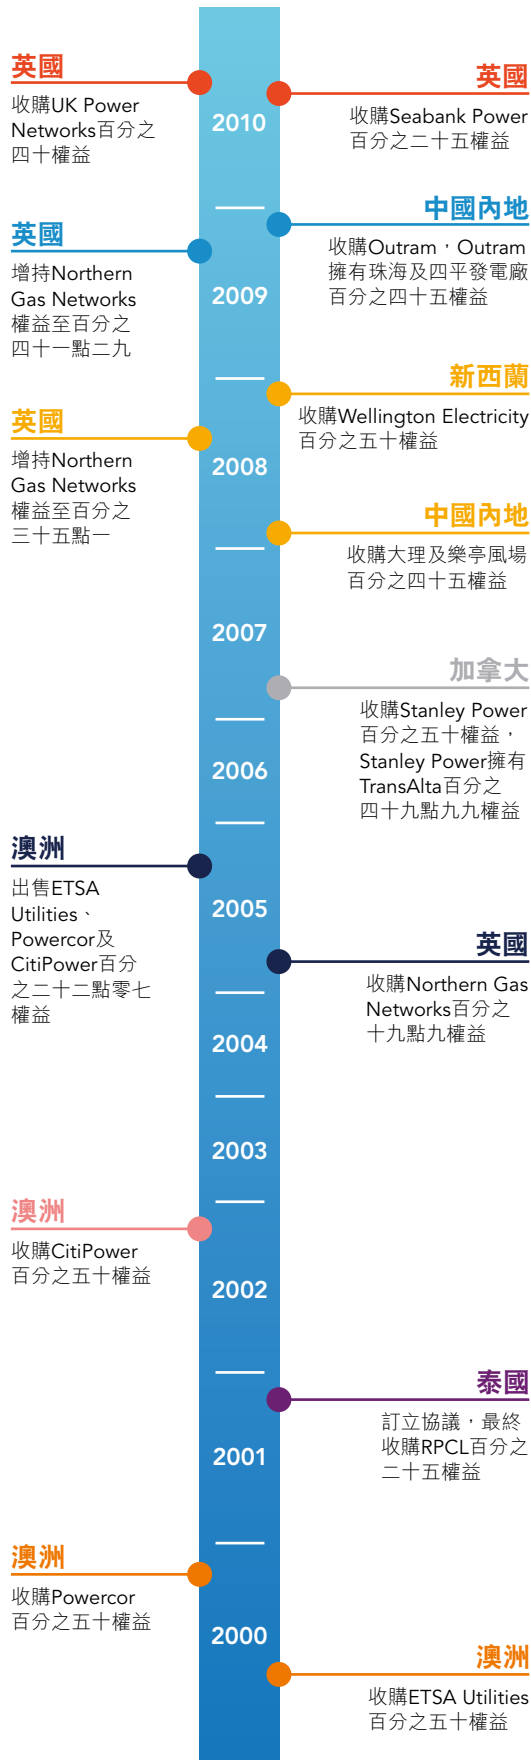 英國
收購UK Power
Networks百分之
四十權益
2010
英國
收購Seabank Power
百分之二十五權益
中國內地
收購Outram，Outram
擁有珠海及四平發電廠
百分之四十五權益
英國
增持Northern
Gas Networks
權益至百分之
四十一點二九
2009
新西蘭
收購Wellington Electricity
百分之五十權益
英國
增持Northern
Gas Networks
權益至百分之
三十五點一
2008
中國內地
收購大理及樂亭風場
百分之四十五權益
2007
加拿大
收購Stanley Power
百分之五十權益，
Stanley Power擁有
TransAlta百分之
四十九點九九權益
2006
澳洲
出售ETSA
Utilities、
Powercor及
CitiPower百分
之二十二點零七
權益
2005
英國
收購Northern Gas
Networks百分之
十九點九權益
2004
2003
澳洲
收購CitiPower
百分之五十權益
2002
泰國
訂立協議，最終
收購RPCL百分之
二十五權益
2001
澳洲
收購Powercor
百分之五十權益
2000
澳洲
收購ETSA Utilities
百分之五十權益